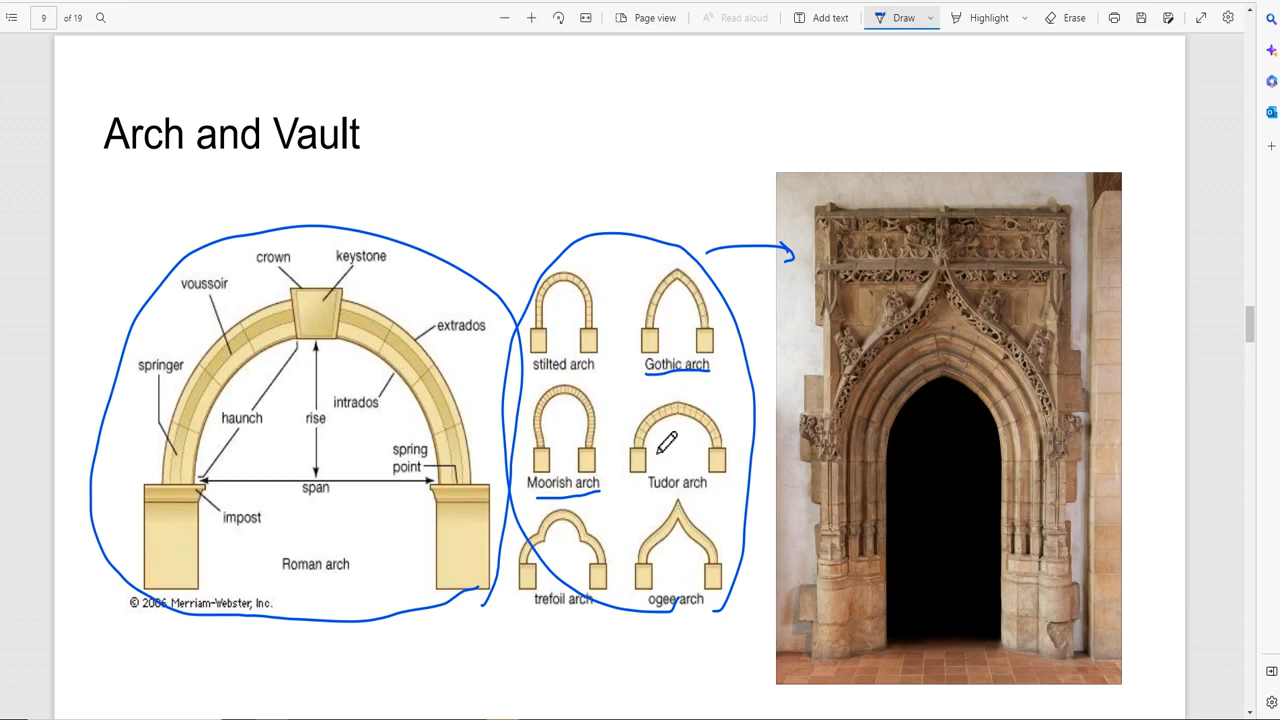 9 of 19
Page view
Read aloud
Add text
Draw
Highlight
Erase
Arch and Vault
crown
keystone
voussoir
extrados
springer
haunch
rise
intrados
spring
point
span
impost
Roman arch
© 2006 Merriam-Webster, Inc.
stilted arch
Gothic arch
Moorish arch
Tudor arch
trefoil arch
ogee arch